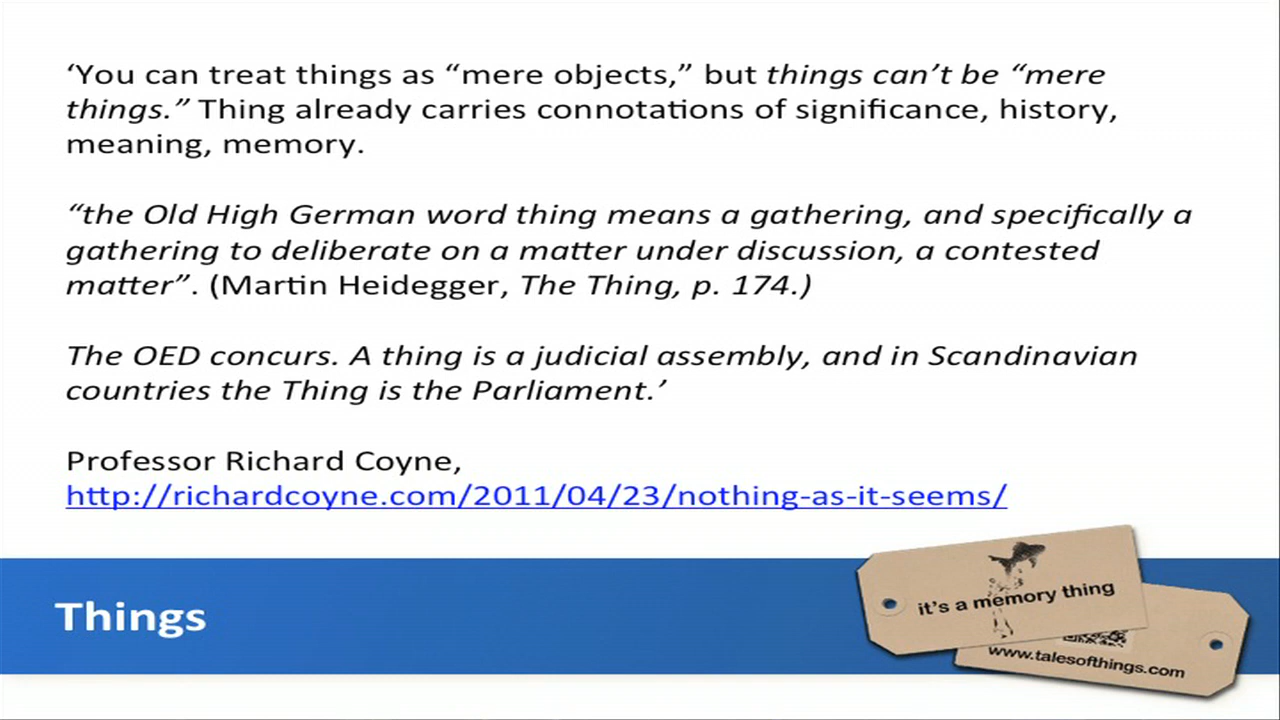 ‘You can treat things as “mere objects,” but things can’t be “mere
things.” Thing already carries connotations of significance, history,
meaning, memory.
“the Old High German word thing means a gathering, and specifically a
gathering to deliberate on a matter under discussion, a contested
matter”. (Martin Heidegger, The Thing, p. 174.)
The OED concurs. A thing is a judicial assembly, and in Scandinavian
countries the Thing is the Parliament.’
Professor Richard Coyne,
http://richardcoyne.com/2011/04/23/nothing-as-it-seems/
Things
it's a memory thing
www.talesofthings.com